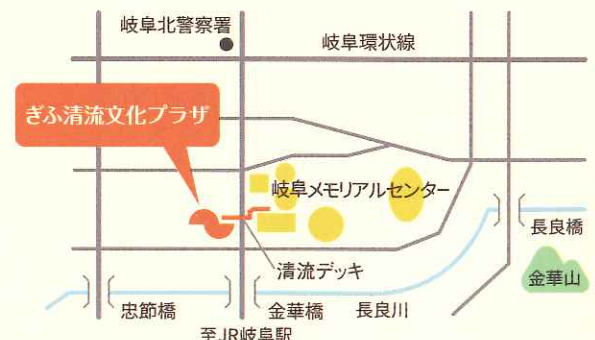 岐阜北警察署
岐阜環状線
ぎふ清流文化プラザ
岐阜メモリアルセンター
長良橋
清流デッキ
金華山
忠節橋
金華橋
長良川
至JR岐阜駅